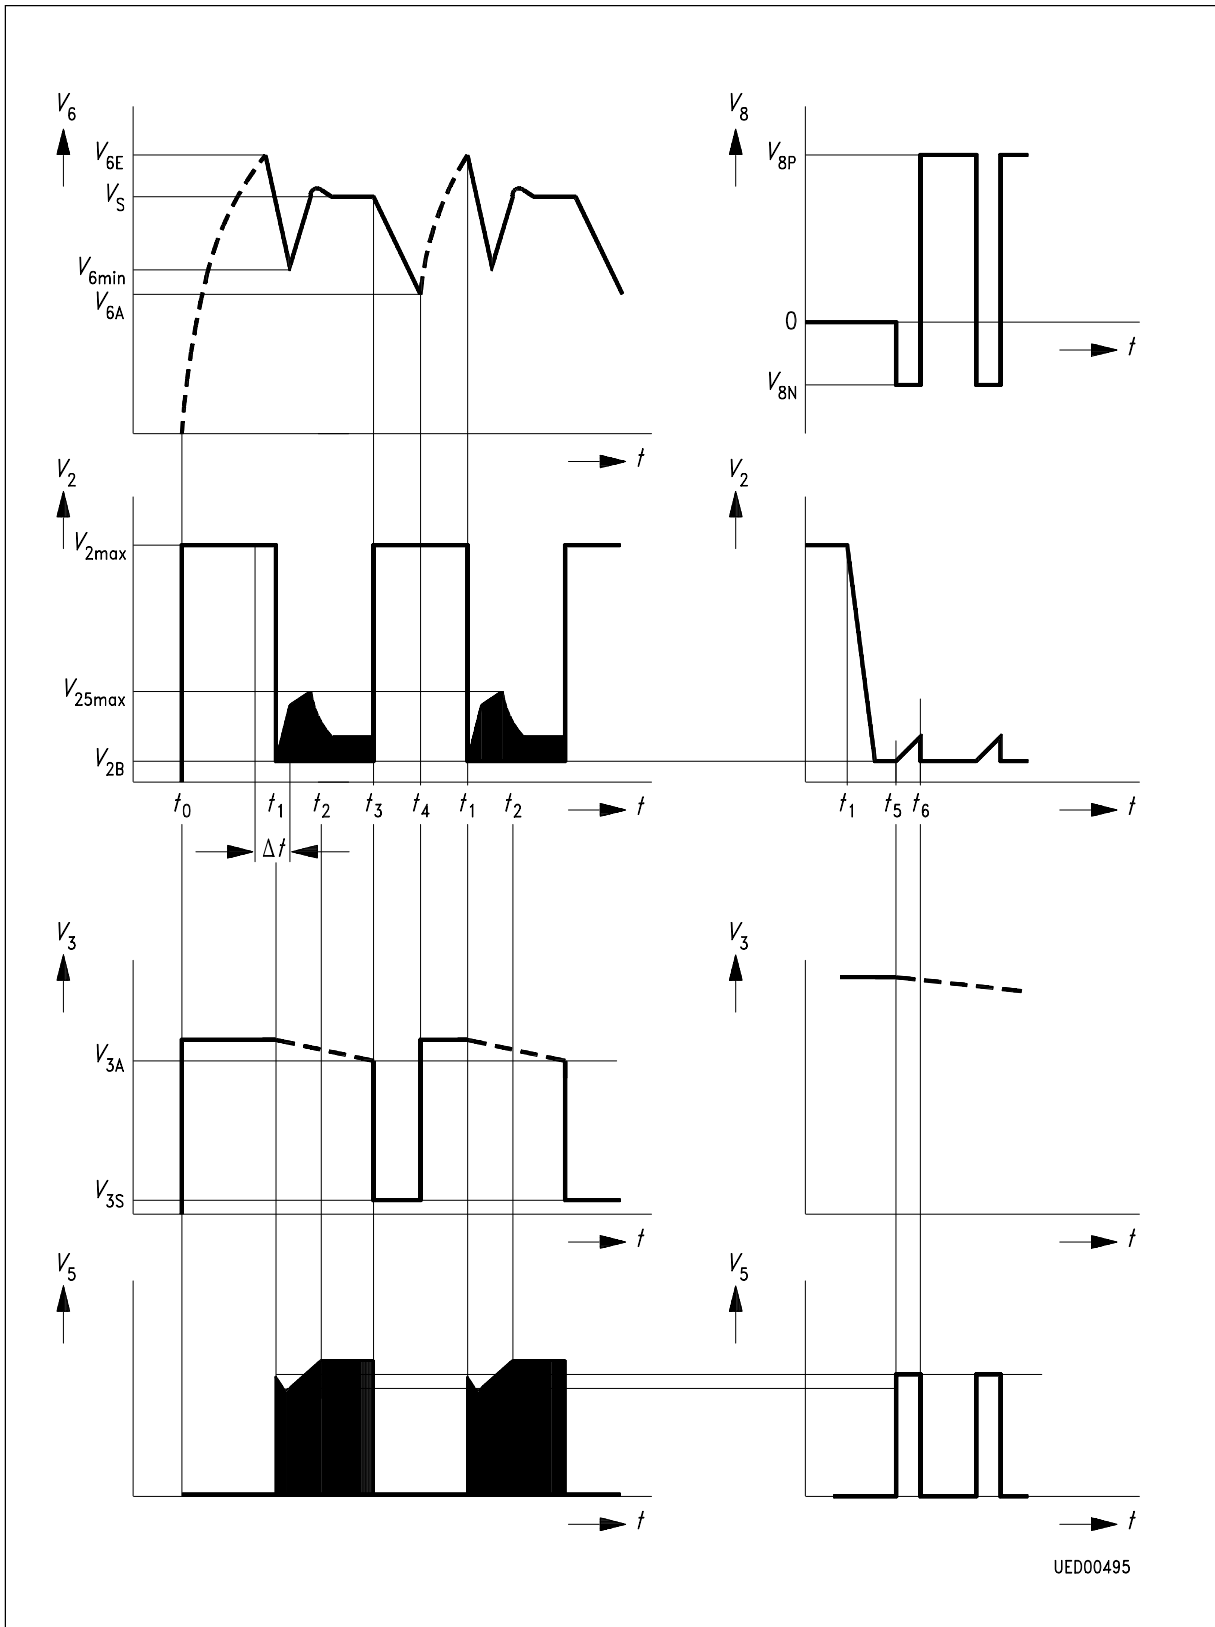 V6 V8
V6E V8P
VS
V6min
V6A
0
t
V8N
t
V2 V2
V2max
V25max
V2B
t0 t1 t2 t3 t4 t1 t2 t t1 t5 t6 t
Δt
V3 V3
V3A
V3S
t t
V5 V5
t t
UED00495